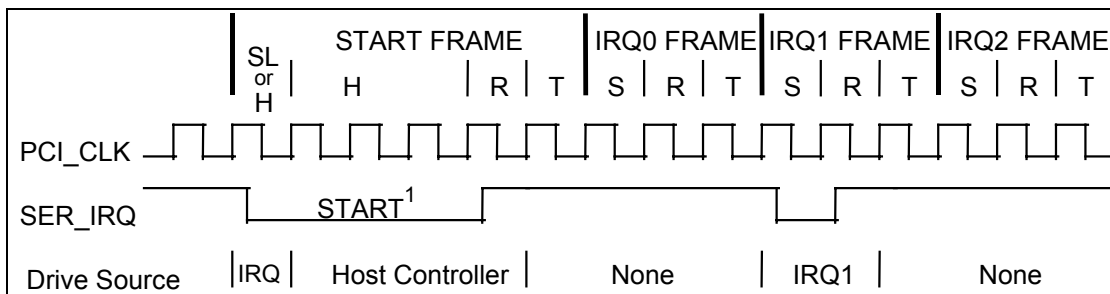 START FRAME IRQ0 FRAME IRQ1 FRAME IRQ2 FRAME
SL
or
H
H R T S R T S R T S R T
PCI_CLK
SER_IRQ START1
Drive Source IRQ Host Controller None IRQ1 None